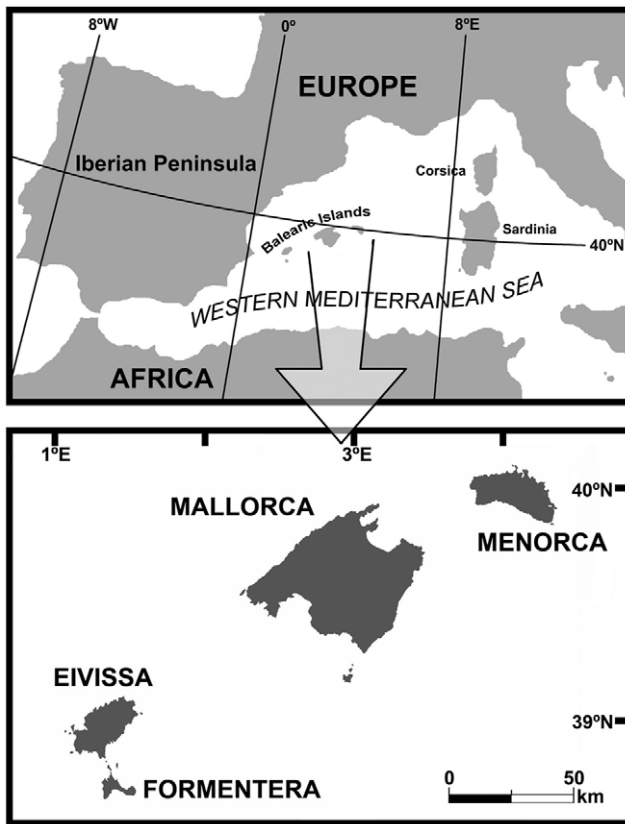 8ºW 0º 8ºE
EUROPE
Iberian Peninsula
Corsica
Balearic Islands
Sardinia
40ºN
WESTERN MEDITERRANEAN SEA
AFRICA
1ºE 3ºE
40ºN
MALLORCA
MENORCA
EIVISSA
39ºN
FORMENTERA
0 50
km